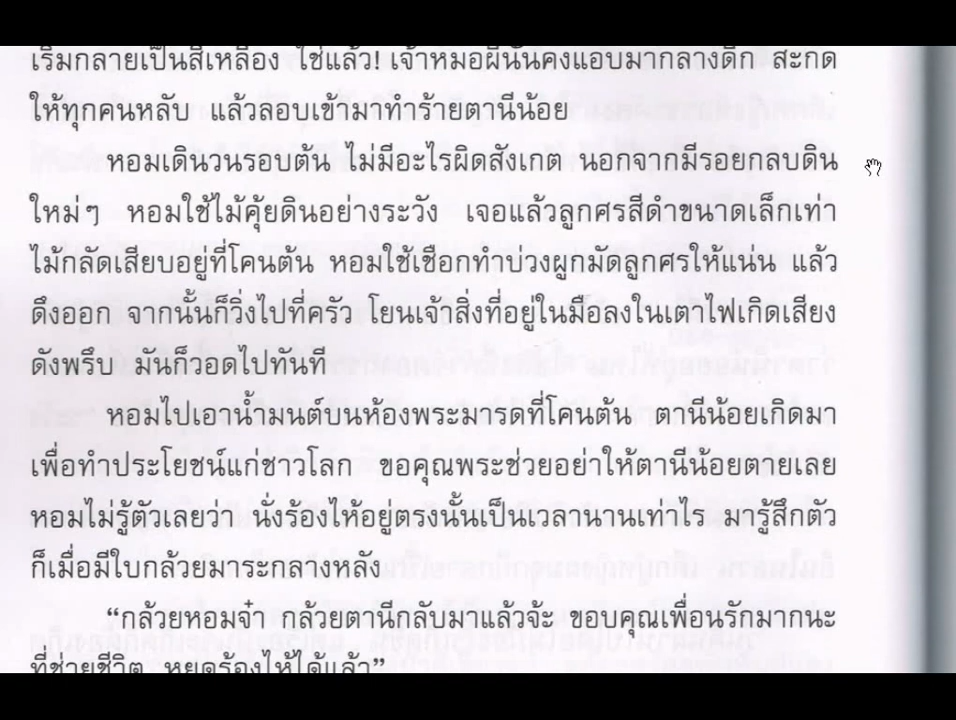 เริ่มกลายเป็นสีเหลือง ใช่แล้ว! เจ้าหมอผีนั่นคงแอบมากลางดึก สะกด
ให้ทุกคนหลับ แล้วลอบเข้ามาทำร้ายตานีน้อย
หอมเดินวนรอบต้น ไม่มีอะไรผิดสังเกต นอกจากมีรอยกลบดิน
ใหม่ๆ หอมใช้ไม้คุ้ยดินอย่างระวัง เจอแล้วลูกศรสีดำขนาดเล็กเท่า
ไม้กลัดเสียบอยู่ที่โคนต้น หอมใช้เชือกทำบ่วงผูกมัดลูกศรให้แน่น แล้ว
ดึงออก จากนั้นก็วิ่งไปที่ครัว โยนเจ้าสิ่งที่อยู่ในมือลงในเตาไฟเกิดเสียง
ดังพรึบ มันก็วอดไปทันที
หอมไปเอาน้ำมนต์บนห้องพระมารดที่โคนต้น ตานีน้อยเกิดมา
เพื่อทำประโยชน์แก่ชาวโลก ขอคุณพระช่วยอย่าให้ตานีน้อยตายเลย
หอมไม่รู้ตัวเลยว่า นั่งร้องไห้อยู่ตรงนั้นเป็นเวลานานเท่าไร มารู้สึกตัว
ก็เมื่อมีใบกล้วยมาระกลางหลัง
“กล้วยหอมจ๋า กล้วยตานีกลับมาแล้วจ้ะ ขอบคุณเพื่อนรักมากนะ
ที่ช่วยชีวิต หยุดร้องไห้ได้แล้ว”